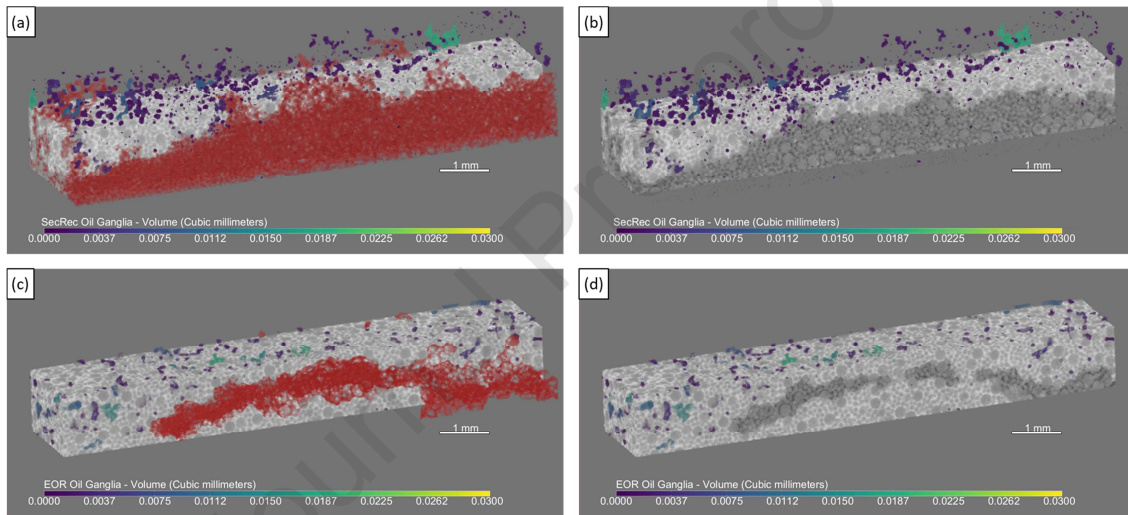 (a)
1 mm
SecRec Oil Ganglia - Volume (Cubic millimeters)
0.0000 0.0037 0.0075 0.0112 0.0150 0.0187 0.0225 0.0262 0.0300
(b)
1 mm
SecRec Oil Ganglia - Volume (Cubic millimeters)
0.0000 0.0037 0.0075 0.0112 0.0150 0.0187 0.0225 0.0262 0.0300
(c)
1 mm
EOR Oil Ganglia - Volume (Cubic millimeters)
0.0000 0.0037 0.0075 0.0112 0.0150 0.0187 0.0225 0.0262 0.0300
(d)
1 mm
EOR Oil Ganglia - Volume (Cubic millimeters)
0.0000 0.0037 0.0075 0.0112 0.0150 0.0187 0.0225 0.0262 0.0300